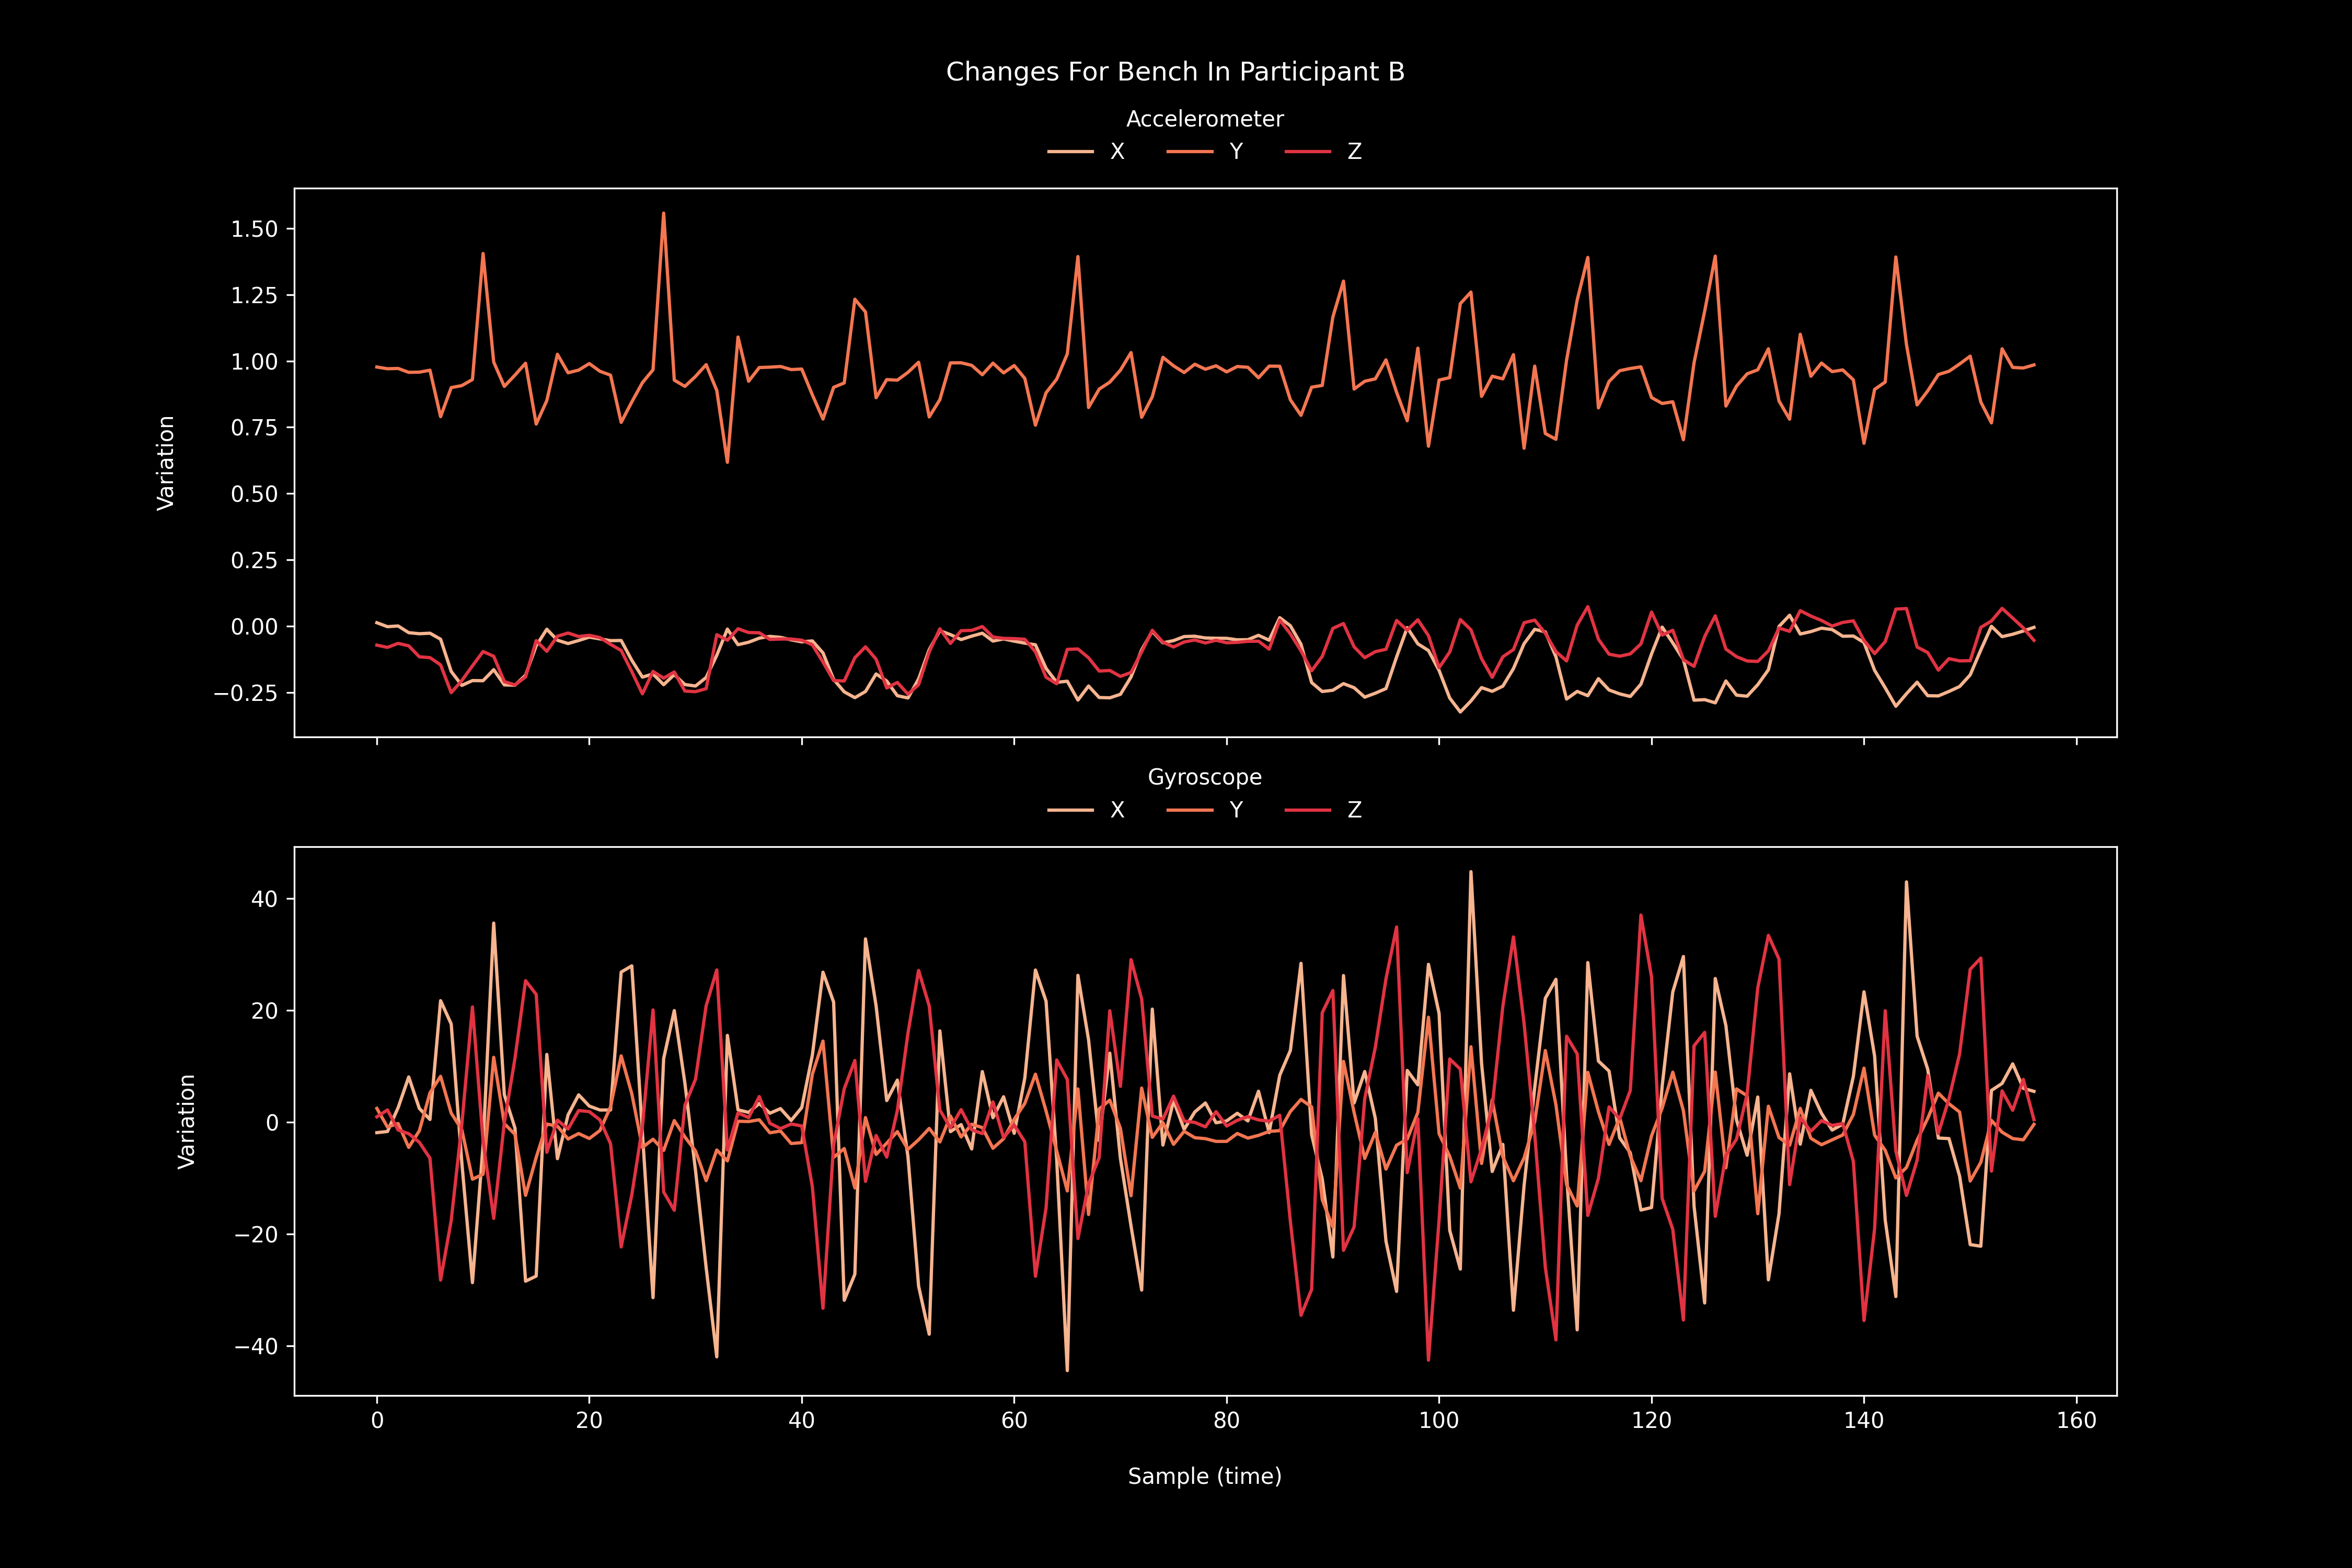 Changes For Bench In Participant B
Accelerometer
X Y Z
1.50
1.25
1.00
0.75
0.50
0.25
0.00
−0.25
Variation
Gyroscope
X Y Z
40
20
0
−20
−40
Variation
0 20 40 60 80 100 120 140 160
Sample (time)